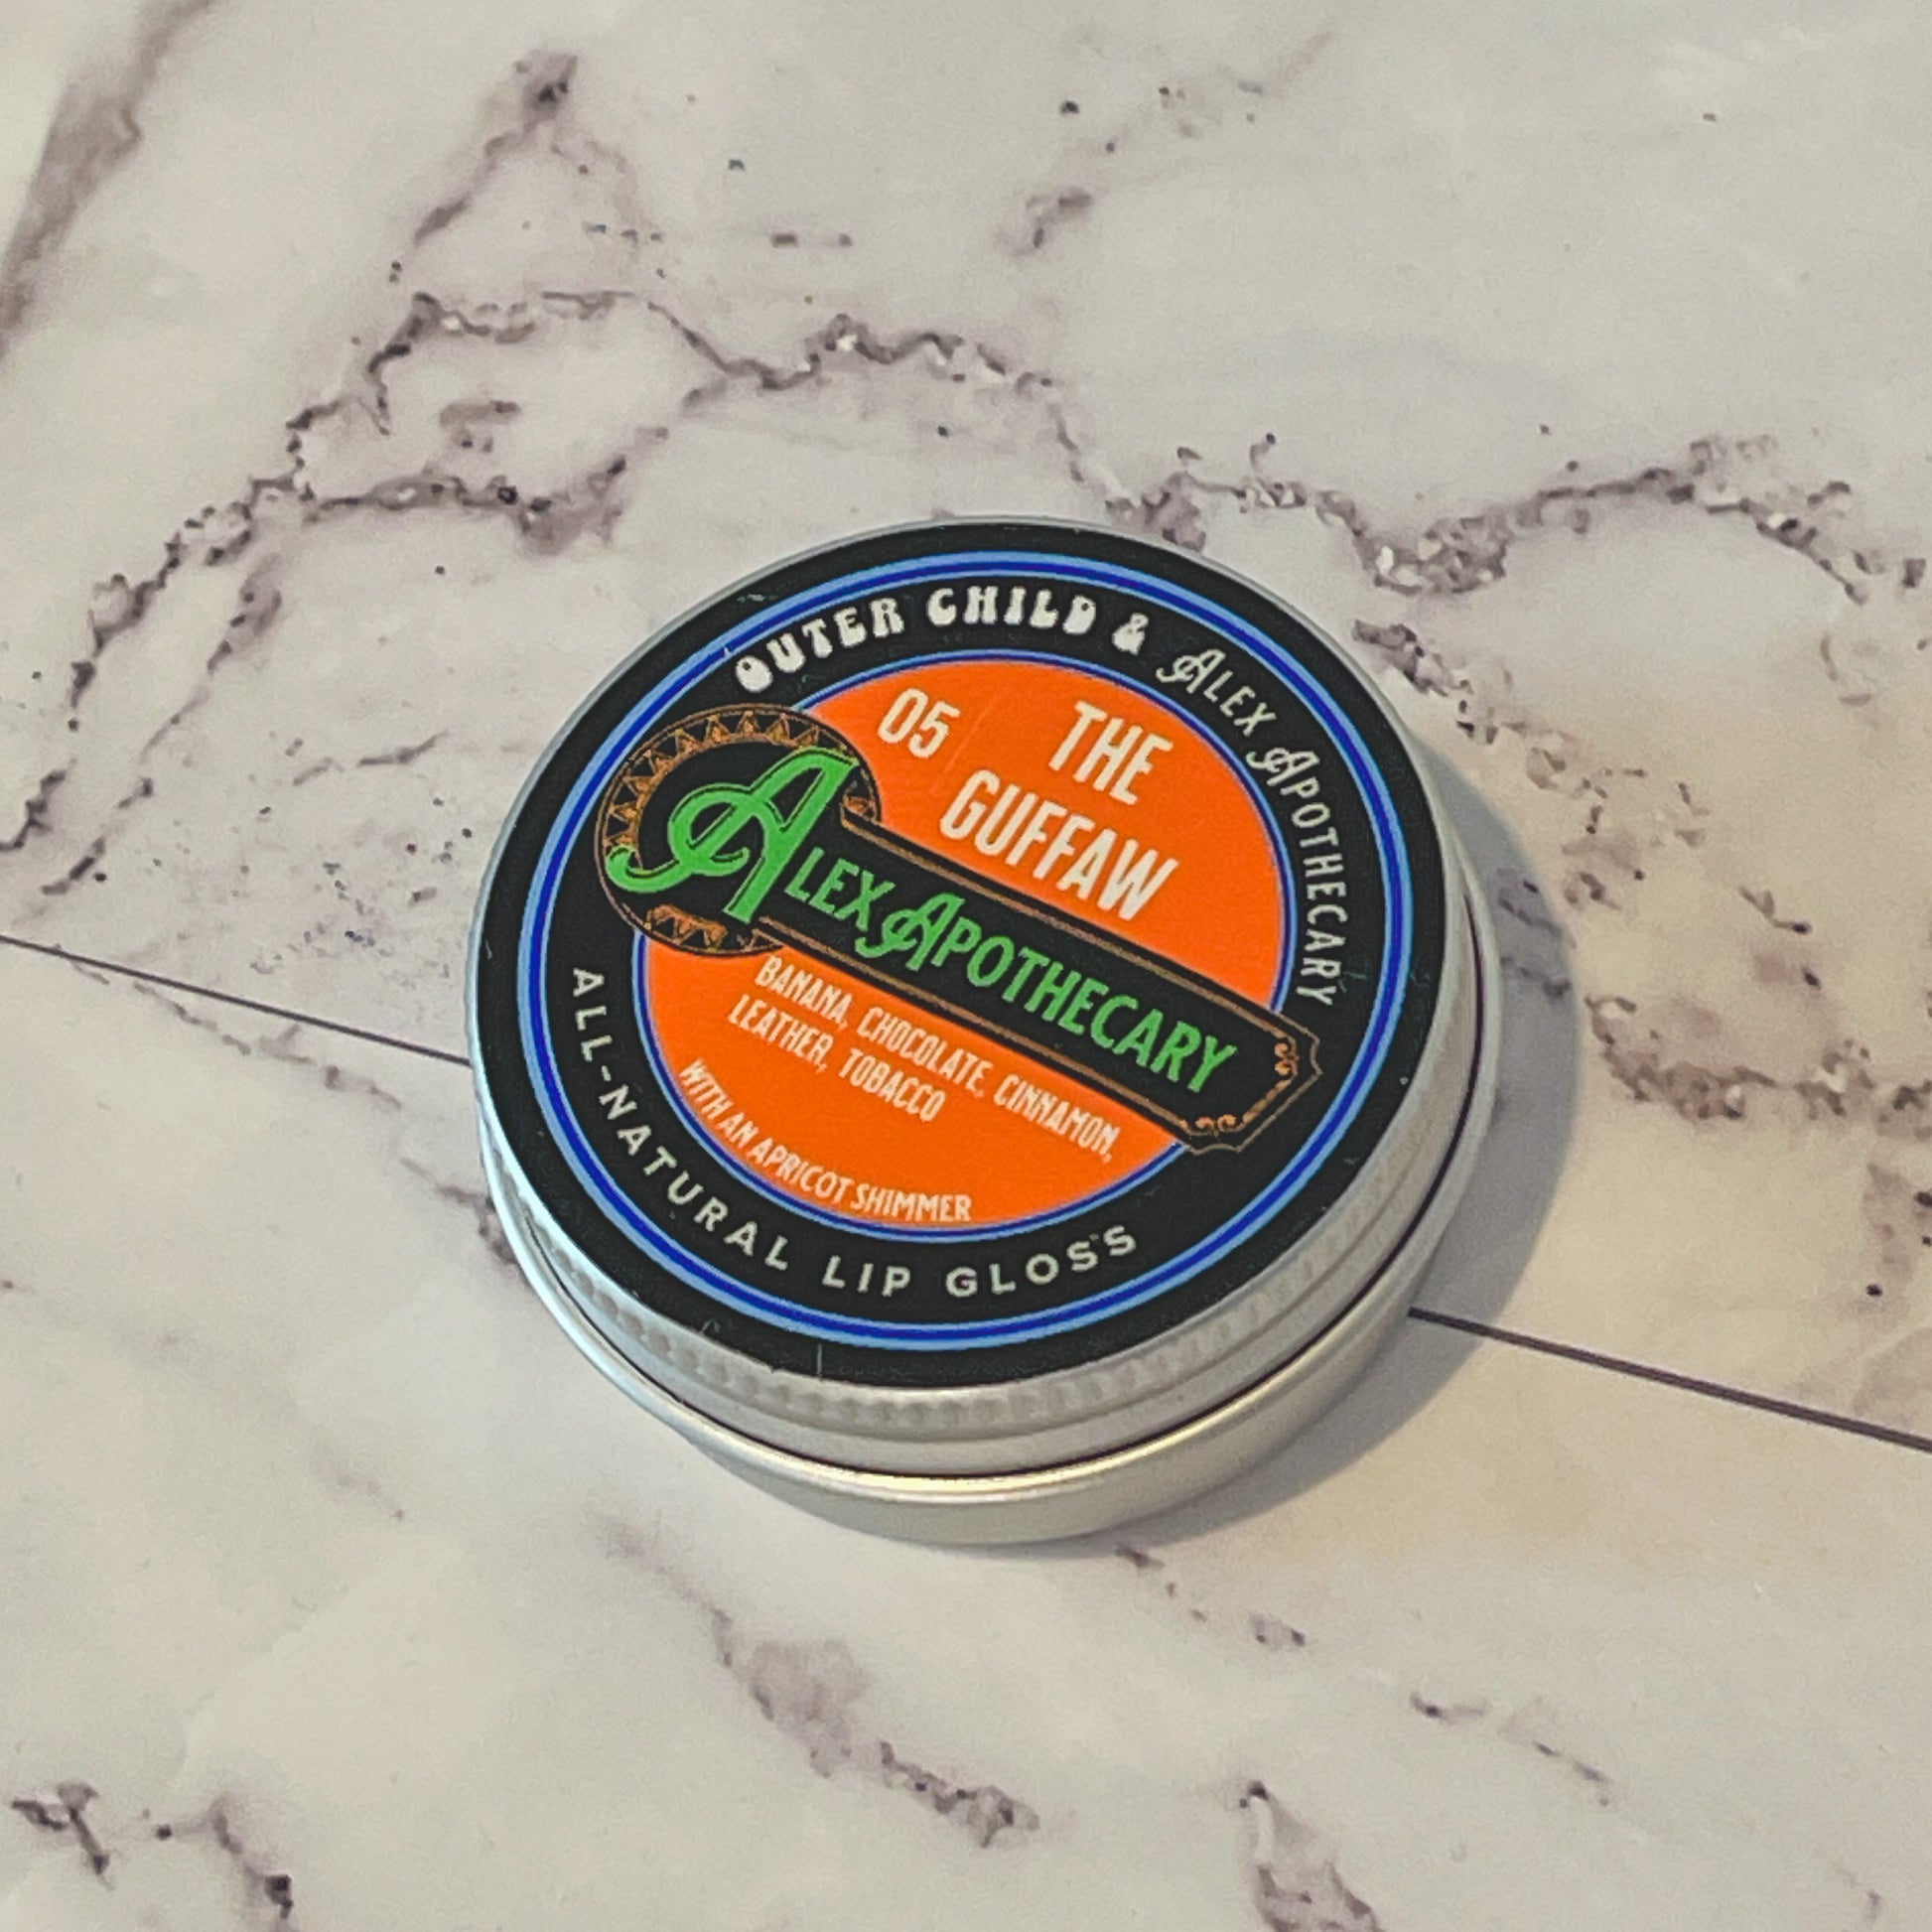 OUTER CHILD & ALEX APOTHECARY
05
THE
GUFFAW
ALEX APOTHECARY
BANANA, CHOCOLATE, CINNAMON,
LEATHER, TOBACCO
WITH AN APRICOT SHIMMER
ALL-NATURAL LIP GLOSS